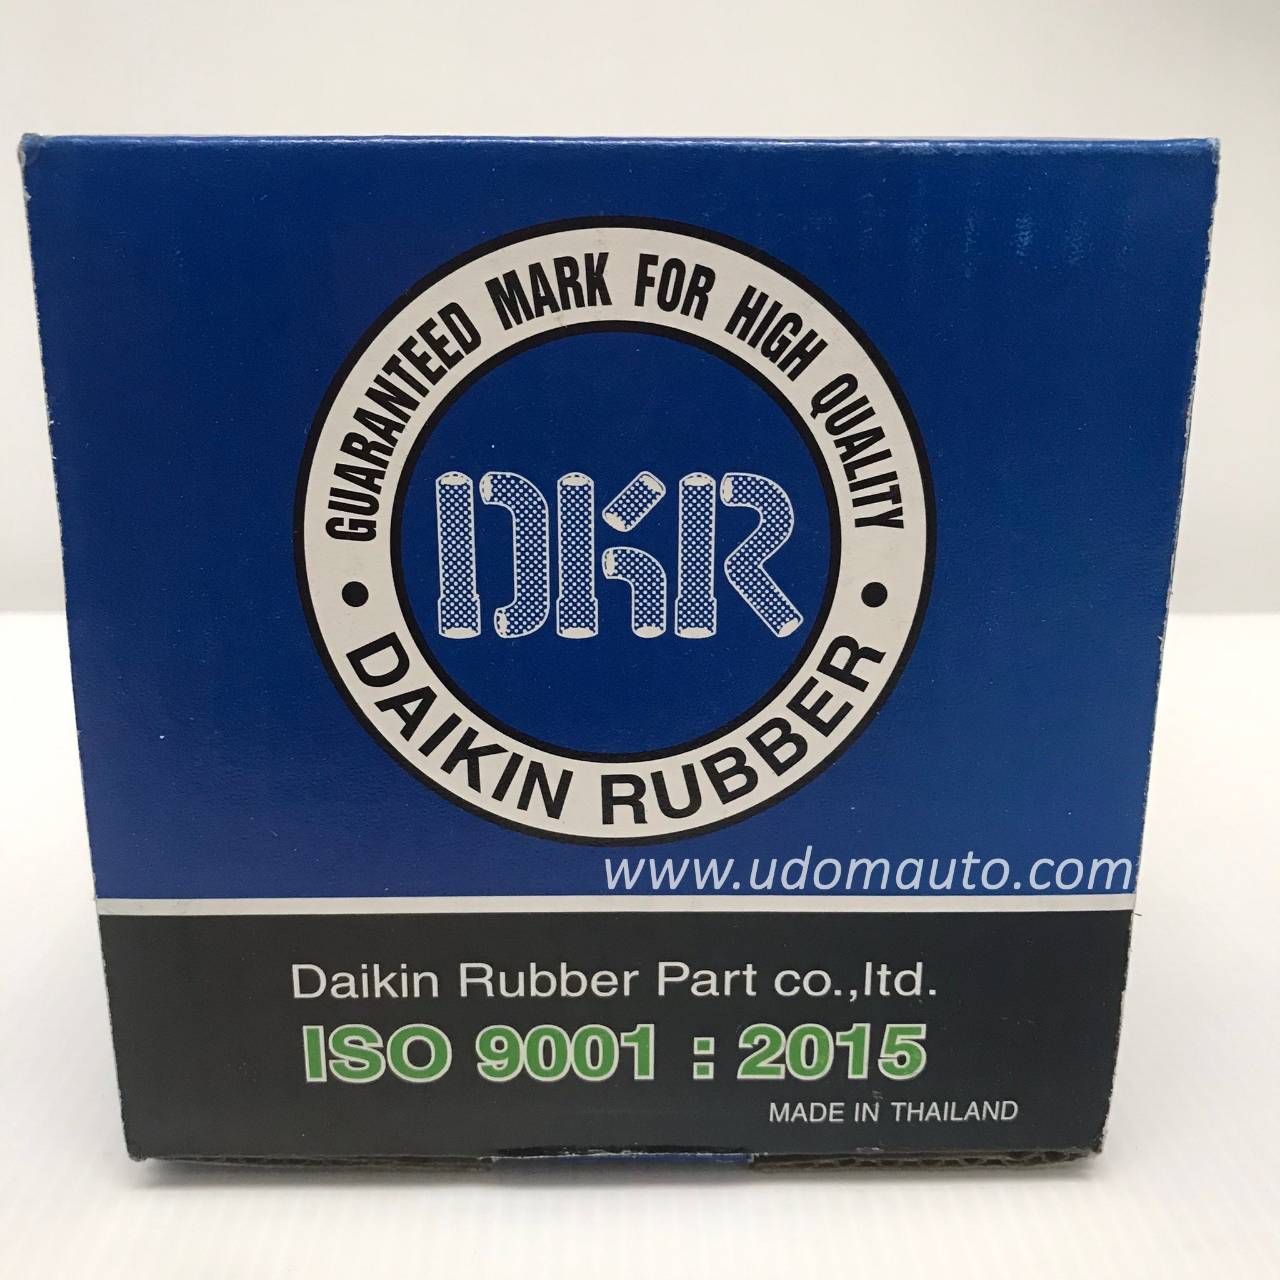 GUARANTEED MARK FOR HIGH QUALITY
DKR
• DAIKIN RUBBER •
www.udomauto.com
Daikin Rubber Part co.,ltd.
ISO 9001 : 2015
MADE IN THAILAND